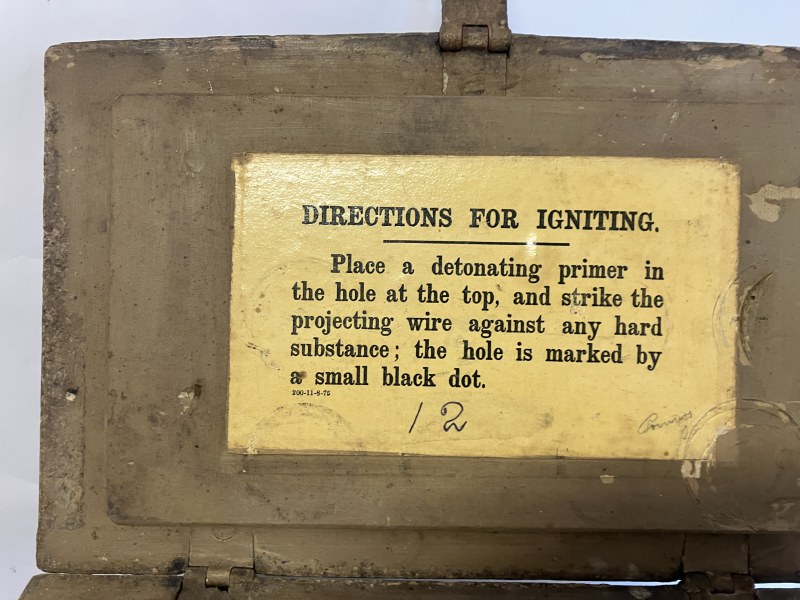 DIRECTIONS FOR IGNITING.
Place a detonating primer in
the hole at the top, and strike the
projecting wire against any hard
substance; the hole is marked by
a small black dot.
200-11-8-76
12